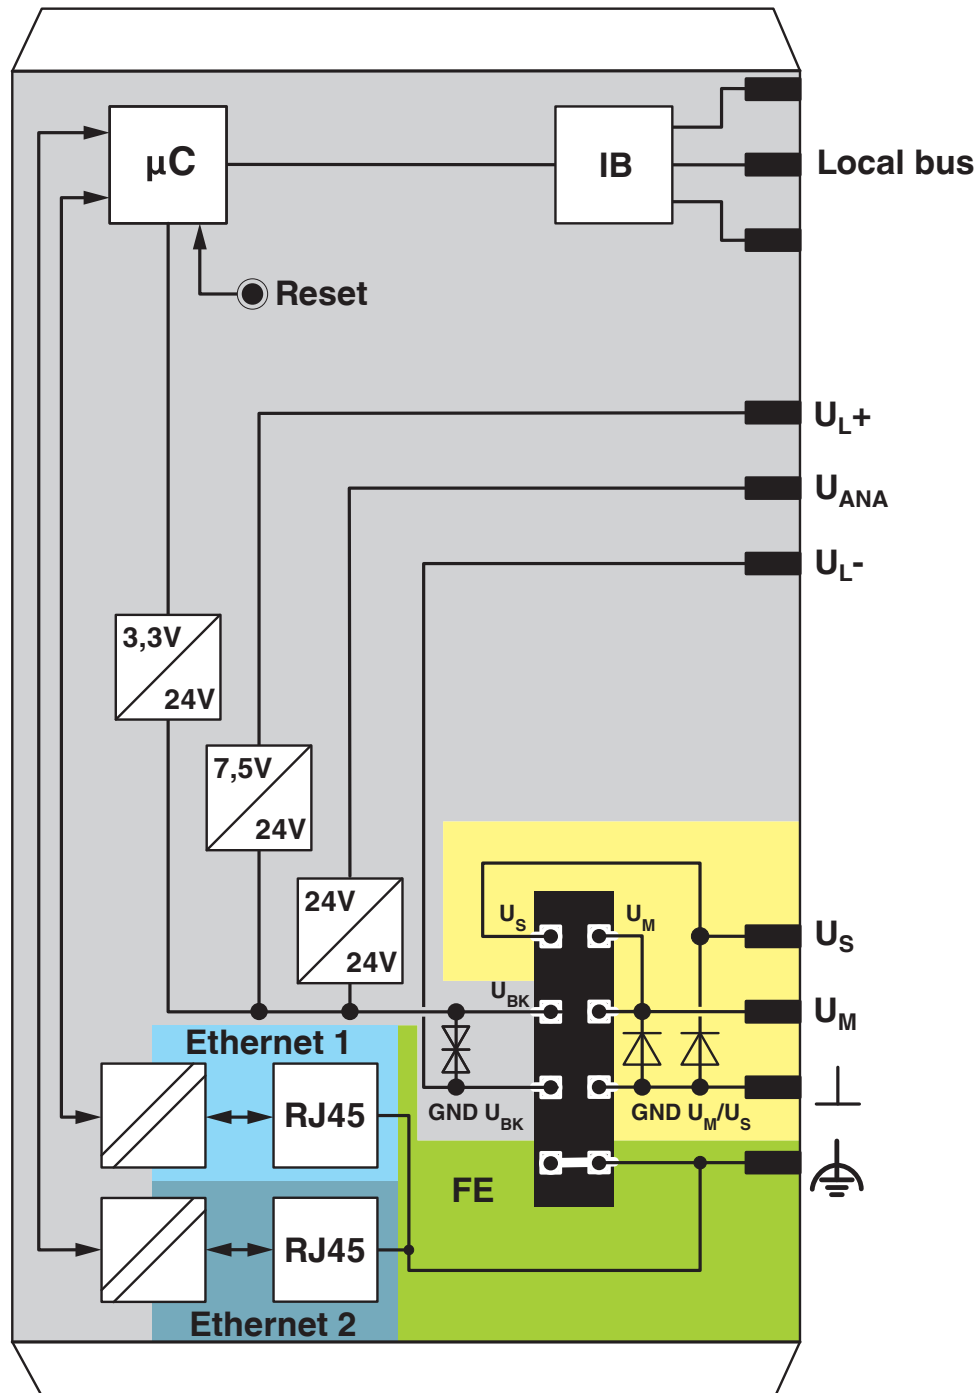 µC
IB
Local bus
Reset
UL+
UANA
UL-
3,3V
24V
7,5V
24V
24V
24V
US
UM
US
UBK
UM
Ethernet 1
RJ45
GND UBK
GND UM/US
FE
RJ45
Ethernet 2